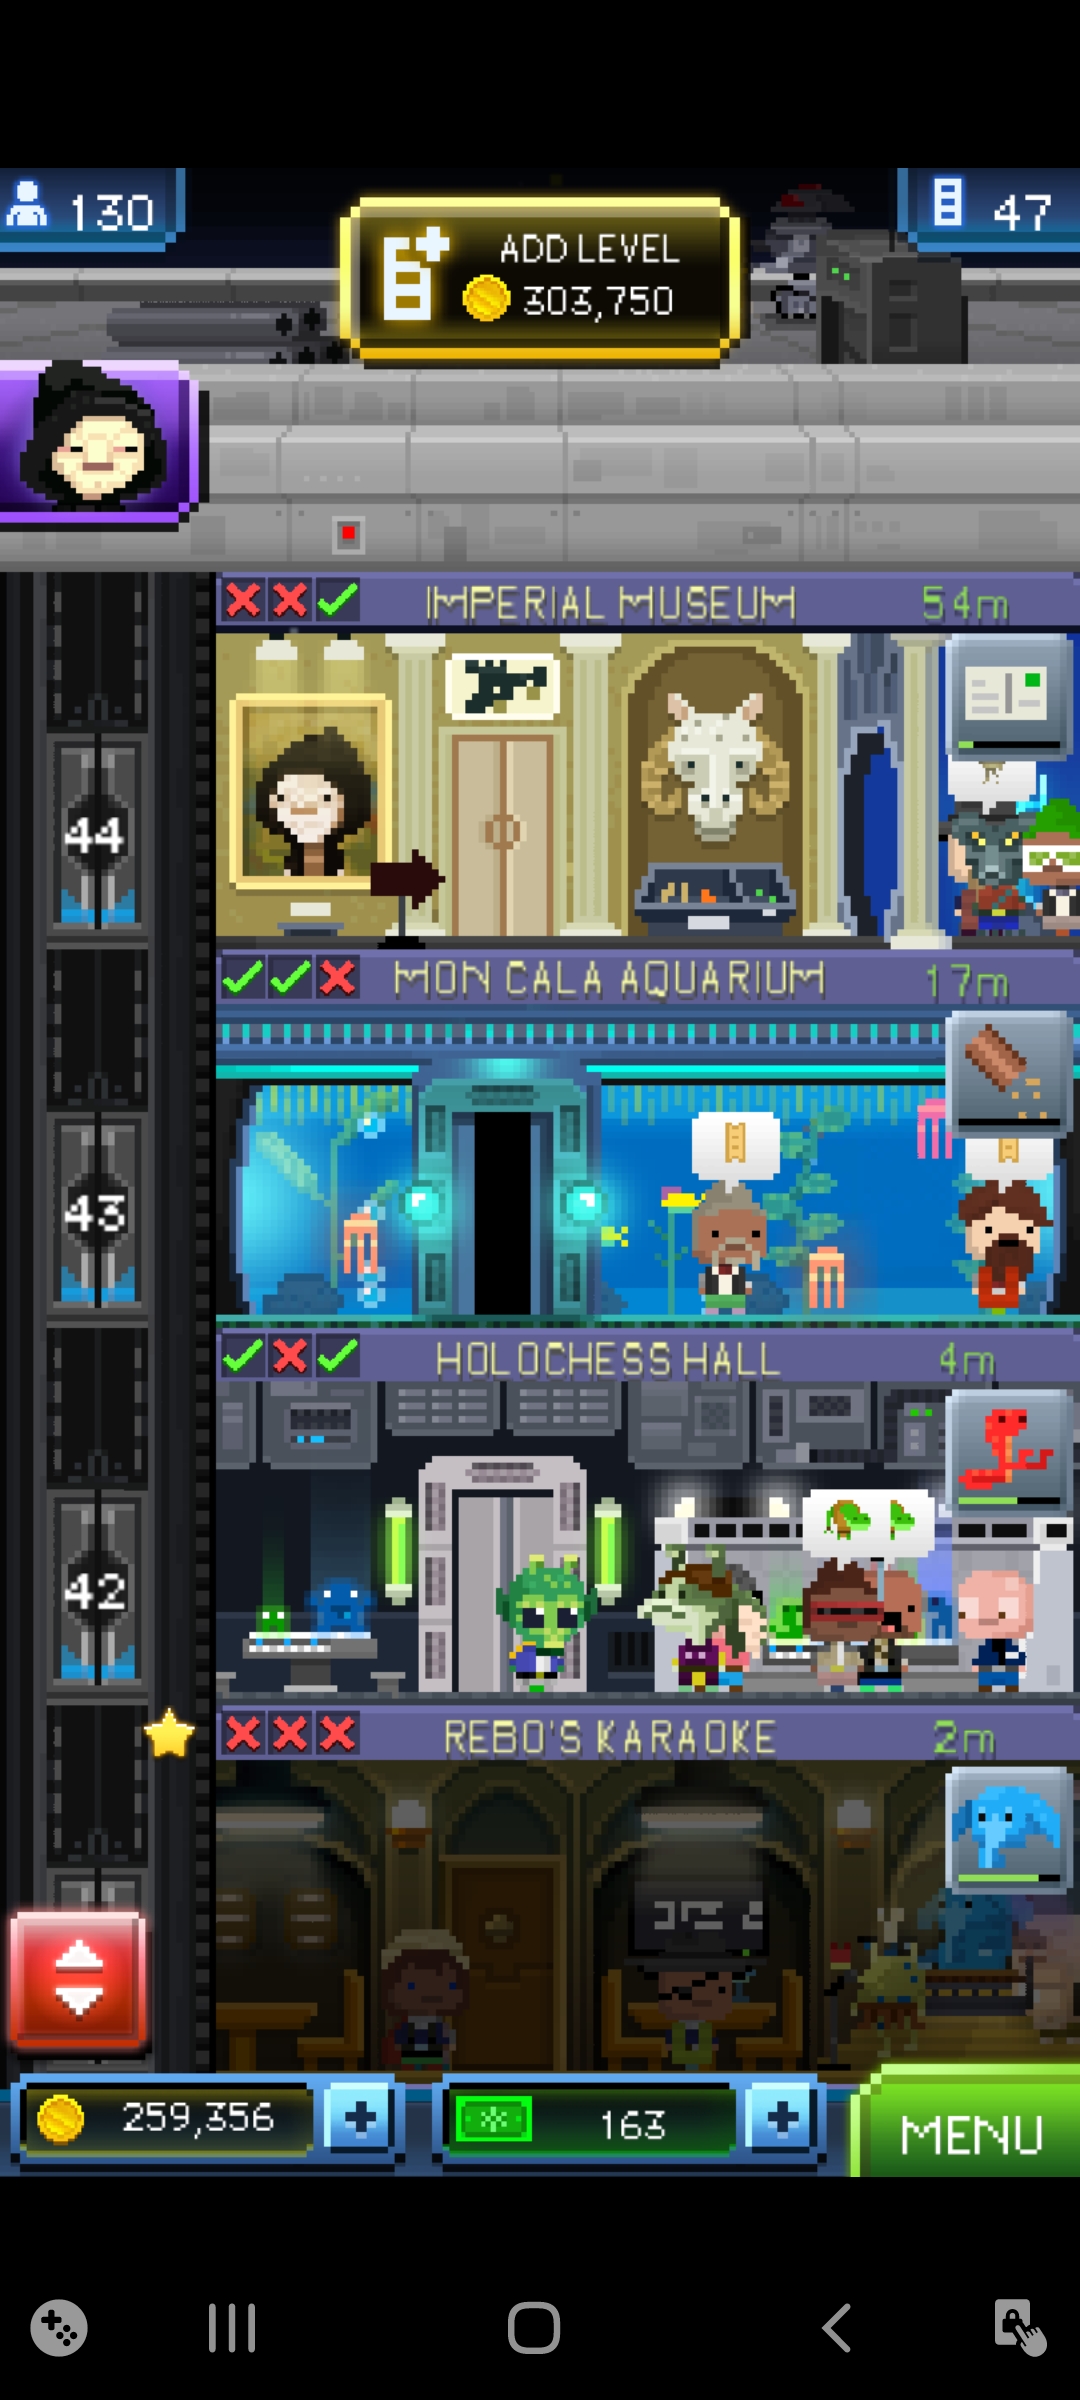 130
ADD LEVEL
303,750
47
IMPERIAL MUSEUM 54m
44
MON CALA AQUARIUM 17m
43
HOLOCHESS HALL 4m
42
REBO'S KARAOKE 2m
259,356
163
MENU